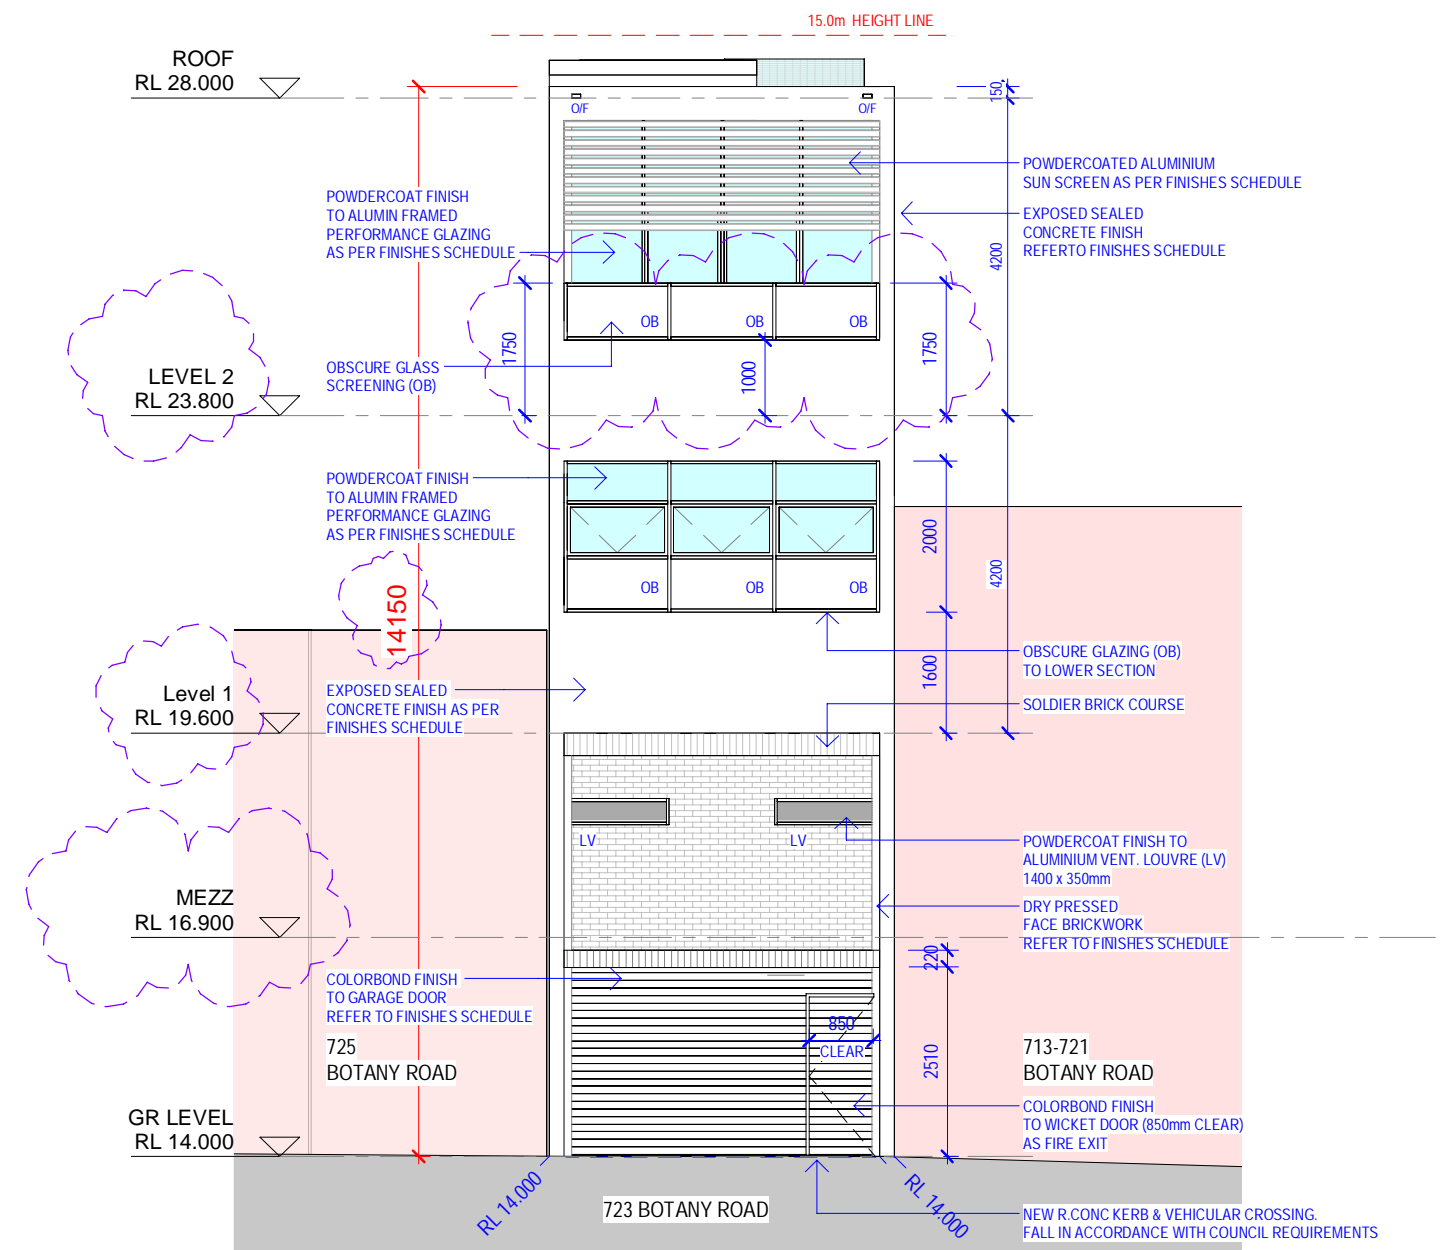 15.0m HEIGHT LINE
ROOF
RL 28.000
150
O/F
O/F
POWDERCOATED ALUMINIUM
SUN SCREEN AS PER FINISHES SCHEDULE
POWDERCOAT FINISH
TO ALUMIN FRAMED
PERFORMANCE GLAZING
AS PER FINISHES SCHEDULE
EXPOSED SEALED
CONCRETE FINISH
REFERTO FINISHES SCHEDULE
4200
OB
OB
OB
1750
1750
1000
OBSCURE GLASS
SCREENING (OB)
LEVEL 2
RL 23.800
POWDERCOAT FINISH
TO ALUMIN FRAMED
PERFORMANCE GLAZING
AS PER FINISHES SCHEDULE
2000
4200
OB
OB
OB
14150
OBSCURE GLAZING (OB)
TO LOWER SECTION
1600
Level 1
RL 19.600
EXPOSED SEALED
CONCRETE FINISH AS PER
FINISHES SCHEDULE
SOLDIER BRICK COURSE
LV
LV
POWDERCOAT FINISH TO
ALUMINIUM VENT. LOUVRE (LV)
1400 x 350mm
MEZZ
RL 16.900
DRY PRESSED
FACE BRICKWORK
REFER TO FINISHES SCHEDULE
220
COLORBOND FINISH
TO GARAGE DOOR
REFER TO FINISHES SCHEDULE
850
CLEAR
2510
725
BOTANY ROAD
713-721
BOTANY ROAD
GR LEVEL
RL 14.000
COLORBOND FINISH
TO WICKET DOOR (850mm CLEAR)
AS FIRE EXIT
RL 14.000
723 BOTANY ROAD
RL 14.000
NEW R.CONC KERB & VEHICULAR CROSSING.
FALL IN ACCORDANCE WITH COUNCIL REQUIREMENTS